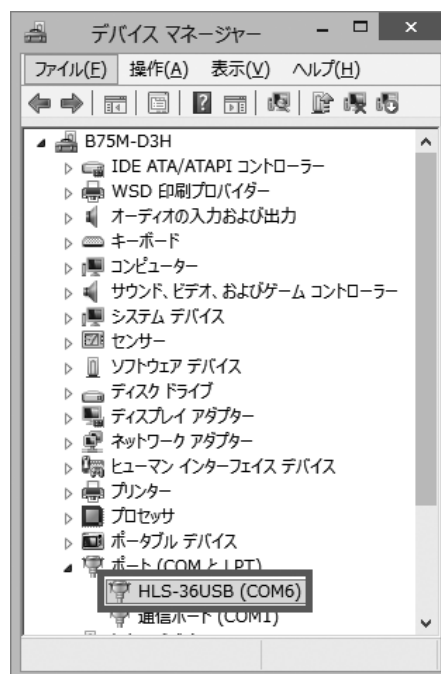 デバイス マネージャー
ファイル(F) 操作(A) 表示(V) ヘルプ(H)
B75M-D3H
IDE ATA/ATAPI コントローラー
WSD 印刷プロバイダー
オーディオの入力および出力
キーボード
コンピューター
サウンド、ビデオ、およびゲーム コントローラー
システム デバイス
センサー
ソフトウェア デバイス
ディスク ドライブ
ディスプレイ アダプター
ネットワーク アダプター
ヒューマン インターフェイス デバイス
プリンター
プロセッサ
ポータブル デバイス
ポート (COM と LPT)
HLS-36USB (COM6)
通信ポート (COM1)